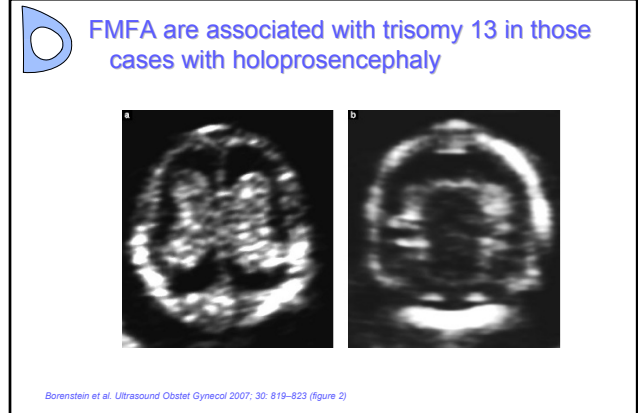 FMFA are associated with trisomy 13 in those
cases with holoprosencephaly
a
b
Borenstein et al. Ultrasound Obstet Gynecol 2007; 30: 819–823 (figure 2)